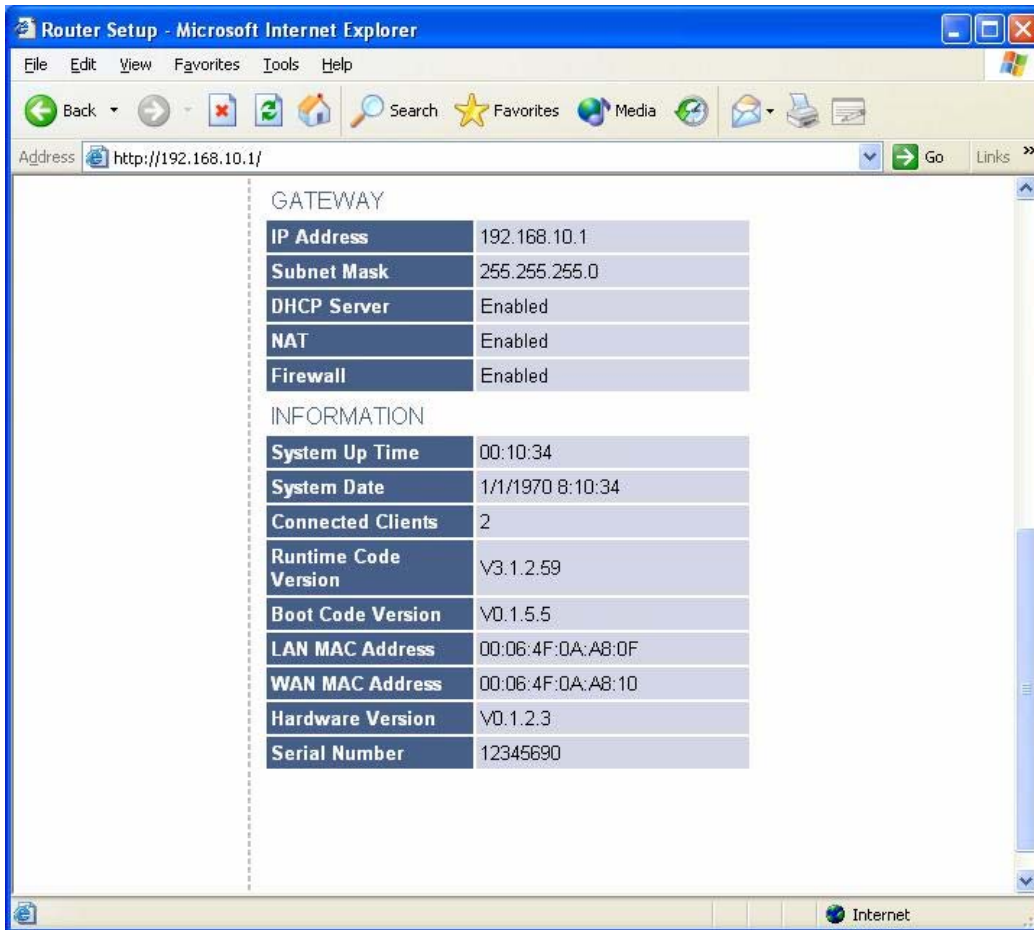 Router Setup - Microsoft Internet Explorer
File Edit View Favorites Tools Help
Back Search Favorites Media
Address http://192.168.10.1/ Go Links »
GATEWAY
IP Address 192.168.10.1
Subnet Mask 255.255.255.0
DHCP Server Enabled
NAT Enabled
Firewall Enabled
INFORMATION
System Up Time 00:10:34
System Date 1/1/1970 8:10:34
Connected Clients 2
Runtime Code
Version V3.1.2.59
Boot Code Version V0.1.5.5
LAN MAC Address 00:06:4F:0A:A8:0F
WAN MAC Address 00:06:4F:0A:A8:10
Hardware Version V0.1.2.3
Serial Number 12345690
Internet